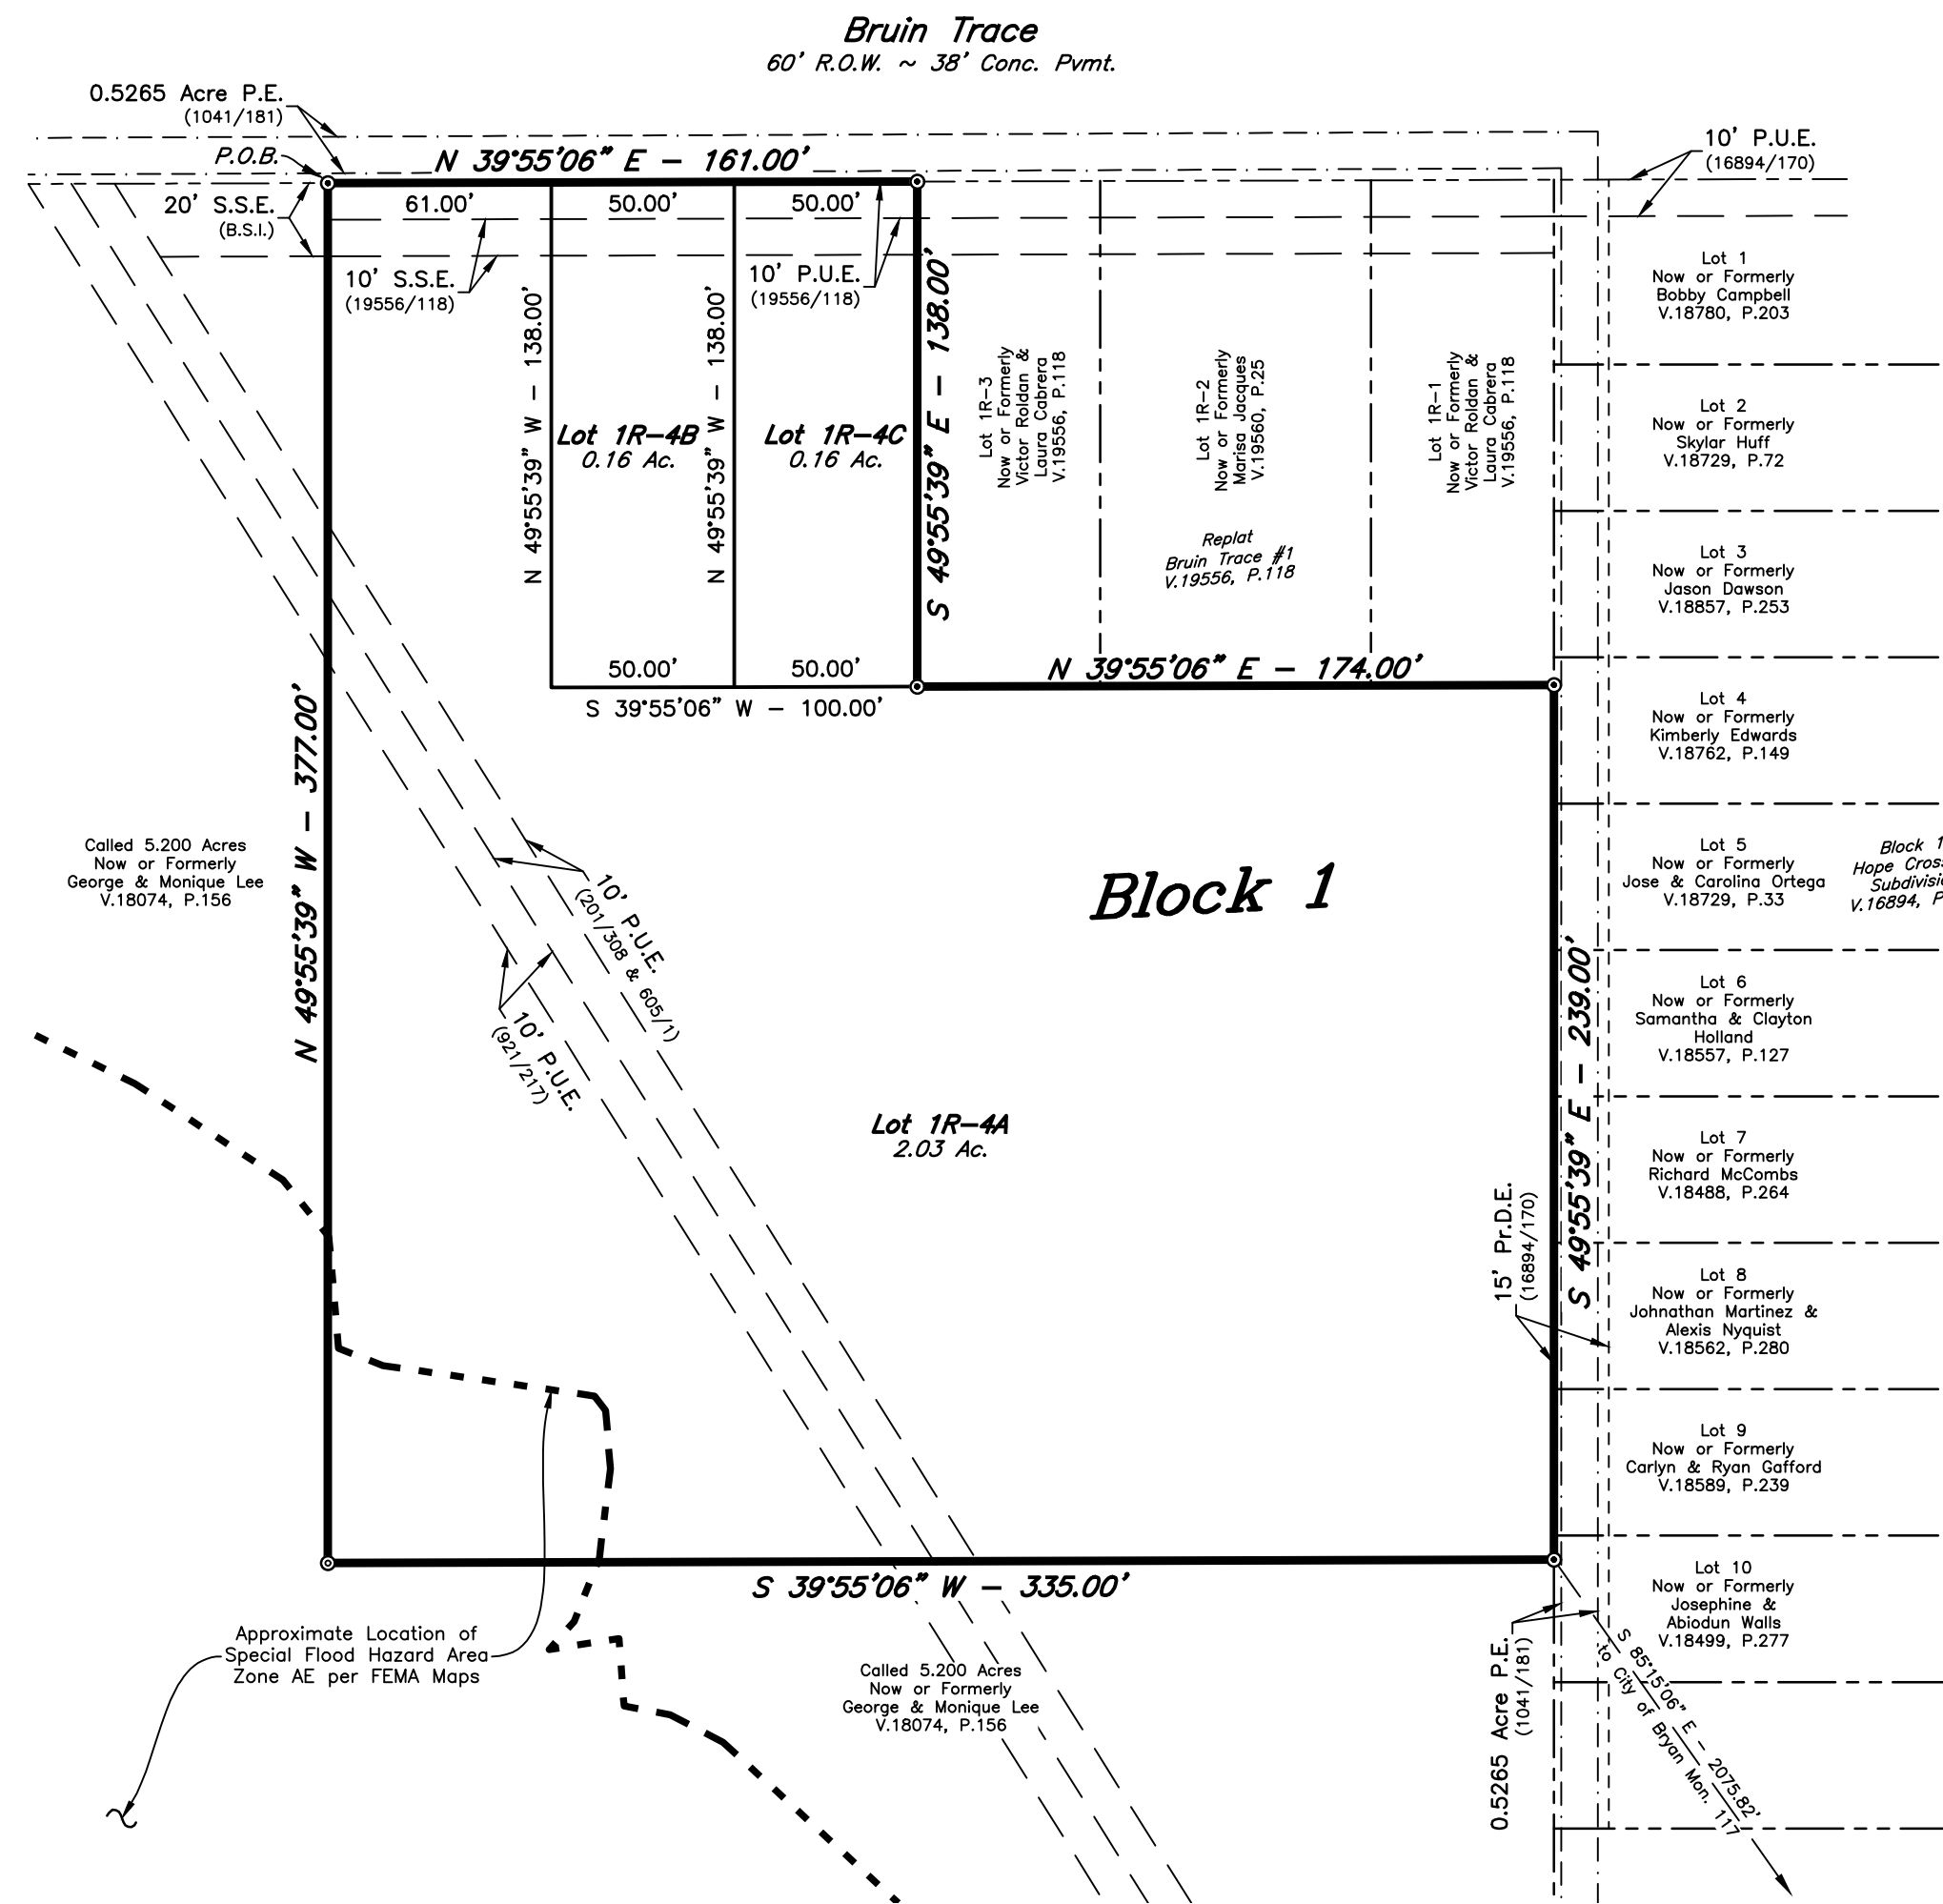 Bruin Trace
60' R.O.W. ~ 38' Conc. Pvmt.
0.5265 Acre P.E.
(1041/181)
P.O.B.
N 39°55'06" E - 161.00'
10' P.U.E.
(16894/170)
20' S.S.E.
(B.S.I.)
61.00'
50.00'
50.00'
10' S.S.E.
(19556/118)
10' P.U.E.
(19556/118)
N 49°55'39" W - 138.00'
N 49°55'39" W - 138.00'
S 49°55'39" E - 138.00'
Lot 1R-4B
0.16 Ac.
Lot 1R-4C
0.16 Ac.
Lot 1R-3
Now or Formerly
Victor Roldan &
Laura Cabrera
V.19556, P.118
Lot 1R-2
Now or Formerly
Marisa Jacques
V.19560, P.25
Lot 1R-1
Now or Formerly
Victor Roldan &
Laura Cabrera
V.19556, P.118
Replat
Bruin Trace #1
V.19556, P.118
50.00'
50.00'
S 39°55'06" W - 100.00'
N 39°55'06" E - 174.00'
Lot 1
Now or Formerly
Bobby Campbell
V.18780, P.203
Lot 2
Now or Formerly
Skylar Huff
V.18729, P.72
Lot 3
Now or Formerly
Jason Dawson
V.18857, P.253
Lot 4
Now or Formerly
Kimberly Edwards
V.18762, P.149
Lot 5
Now or Formerly
Jose & Carolina Ortega
V.18729, P.33
Block 1
Hope Cross
Subdivisi
V.16894, P
Lot 6
Now or Formerly
Samantha & Clayton
Holland
V.18557, P.127
Lot 7
Now or Formerly
Richard McCombs
V.18488, P.264
Lot 8
Now or Formerly
Johnathan Martinez &
Alexis Nyquist
V.18562, P.280
Lot 9
Now or Formerly
Carlyn & Ryan Gafford
V.18589, P.239
Lot 10
Now or Formerly
Josephine &
Abiodun Walls
V.18499, P.277
N 49°55'39" W - 377.00'
Called 5.200 Acres
Now or Formerly
George & Monique Lee
V.18074, P.156
10' P.U.E.
(201/308 & 605/1)
10' P.U.E.
(921/217)
Block 1
Lot 1R-4A
2.03 Ac.
S 49°55'39" E - 239.00'
15' Pr.D.E.
(16894/170)
S 39°55'06" W - 335.00'
Approximate Location of
Special Flood Hazard Area
Zone AE per FEMA Maps
Called 5.200 Acres
Now or Formerly
George & Monique Lee
V.18074, P.156
0.5265 Acre P.E.
(1041/181)
S 85°15'06" E - 2075.82'
to City of Bryan Mon. 117